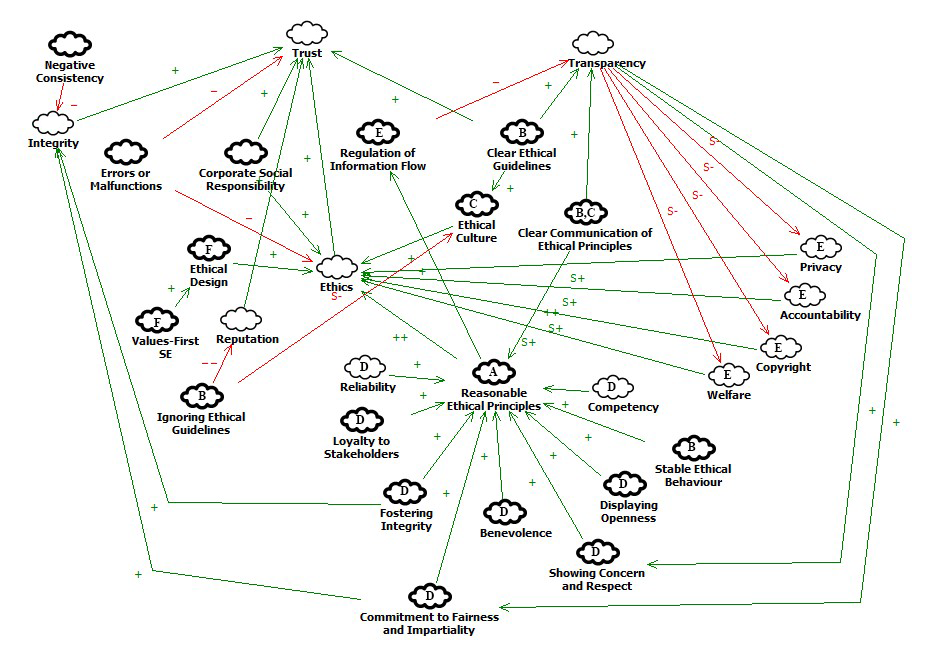 Trust
Transparency
Negative
Consistency
Integrity
Errors or
Malfunctions
Corporate Social
Responsibility
E
Regulation of
Information Flow
B
Clear Ethical
Guidelines
C
Ethical
Culture
B,C
Clear Communication of
Ethical Principles
F
Ethical
Design
Ethics
E
Privacy
E
Accountability
F
Values-First
SE
Reputation
E
Copyright
E
Welfare
B
Ignoring Ethical
Guidelines
D
Reliability
A
Reasonable
Ethical Principles
D
Competency
D
Loyalty to
Stakeholders
B
Stable Ethical
Behaviour
D
Fostering
Integrity
D
Benevolence
D
Displaying
Openness
D
Showing Concern
and Respect
D
Commitment to Fairness
and Impartiality
+
−
−
+
+
−
+
+
+
+
S-
S-
S-
S-
+
+
−
+
+
+
+
S-
S+
S+
++
S+
S+
++
−−
+
+
+
+
+
+
+
+
+
+
+
+
+
+